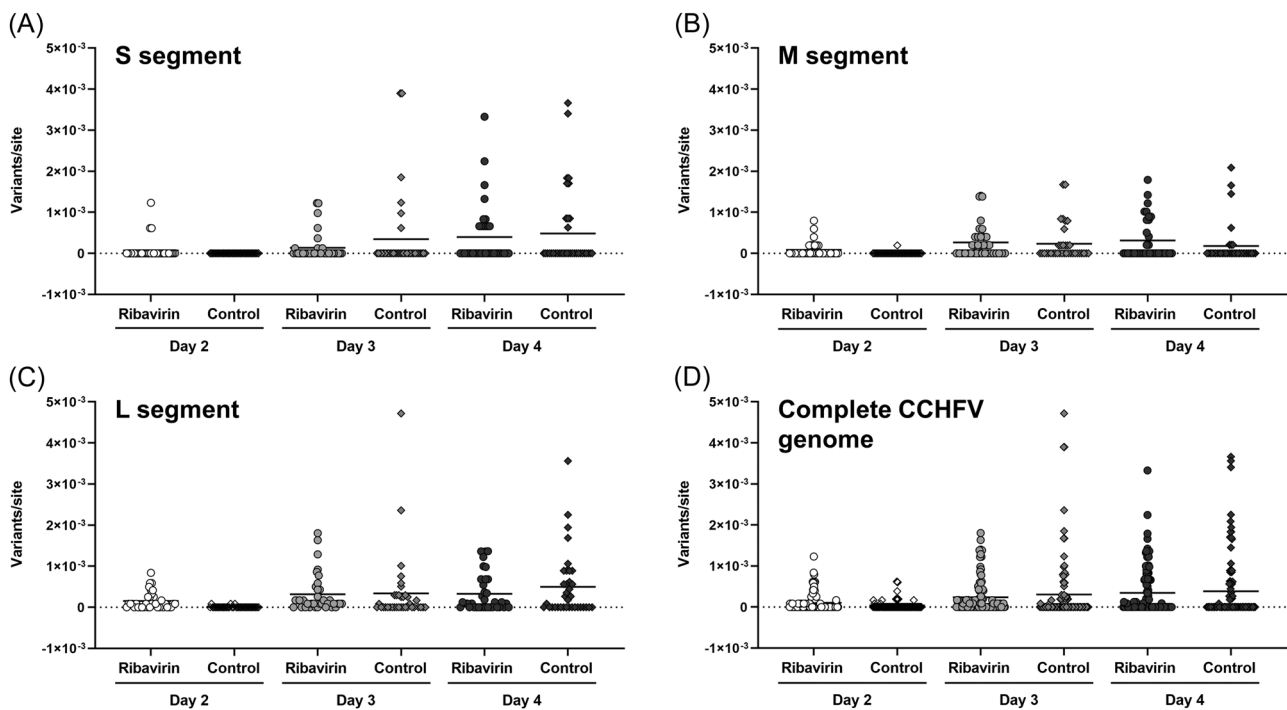 (A)
S segment
Variants/site
5×10⁻³
4×10⁻³
3×10⁻³
2×10⁻³
1×10⁻³
0
-1×10⁻³
Ribavirin Control Ribavirin Control Ribavirin Control
Day 2 Day 3 Day 4
(B)
M segment
Variants/site
5×10⁻³
4×10⁻³
3×10⁻³
2×10⁻³
1×10⁻³
0
-1×10⁻³
Ribavirin Control Ribavirin Control Ribavirin Control
Day 2 Day 3 Day 4
(C)
L segment
Variants/site
5×10⁻³
4×10⁻³
3×10⁻³
2×10⁻³
1×10⁻³
0
-1×10⁻³
Ribavirin Control Ribavirin Control Ribavirin Control
Day 2 Day 3 Day 4
(D)
Complete CCHFV
genome
Variants/site
5×10⁻³
4×10⁻³
3×10⁻³
2×10⁻³
1×10⁻³
0
-1×10⁻³
Ribavirin Control Ribavirin Control Ribavirin Control
Day 2 Day 3 Day 4